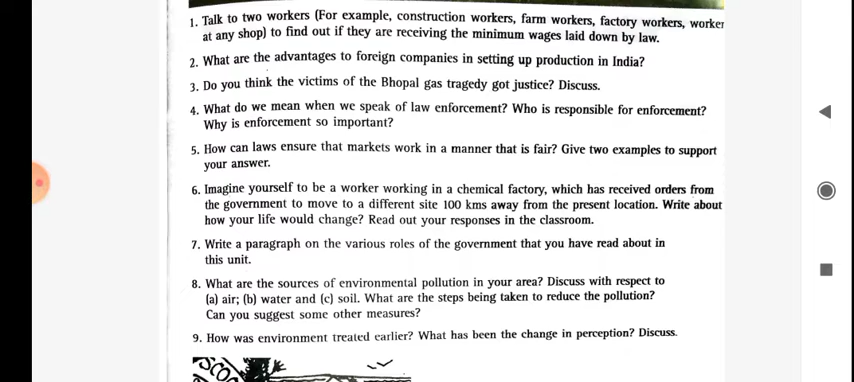 1. Talk to two workers (For example, construction workers, farm workers, factory workers, worker
at any shop) to find out if they are receiving the minimum wages laid down by law.
2. What are the advantages to foreign companies in setting up production in India?
3. Do you think the victims of the Bhopal gas tragedy got justice? Discuss.
4. What do we mean when we speak of law enforcement? Who is responsible for enforcement?
Why is enforcement so important?
5. How can laws ensure that markets work in a manner that is fair? Give two examples to support
your answer.
6. Imagine yourself to be a worker working in a chemical factory, which has received orders from
the government to move to a different site 100 kms away from the present location. Write about
how your life would change? Read out your responses in the classroom.
7. Write a paragraph on the various roles of the government that you have read about in
this unit.
8. What are the sources of environmental pollution in your area? Discuss with respect to
(a) air; (b) water and (c) soil. What are the steps being taken to reduce the pollution?
Can you suggest some other measures?
9. How was environment treated earlier? What has been the change in perception? Discuss.